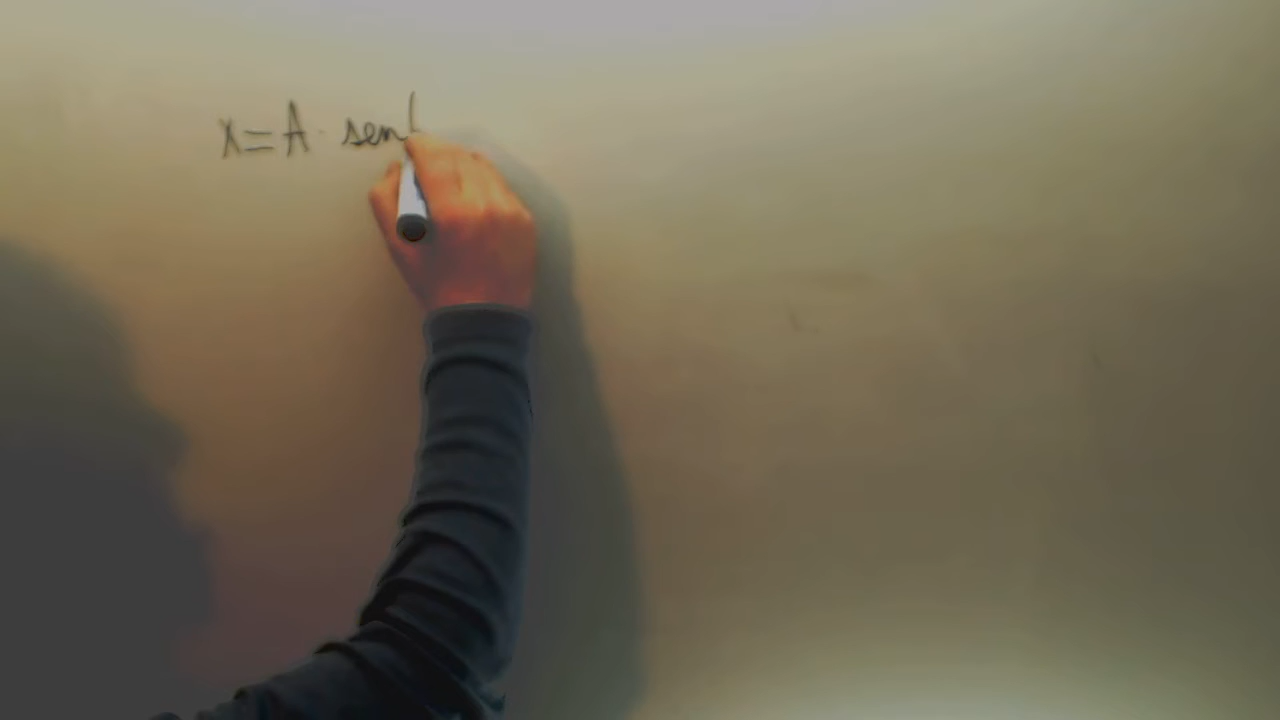 x = A · sen(